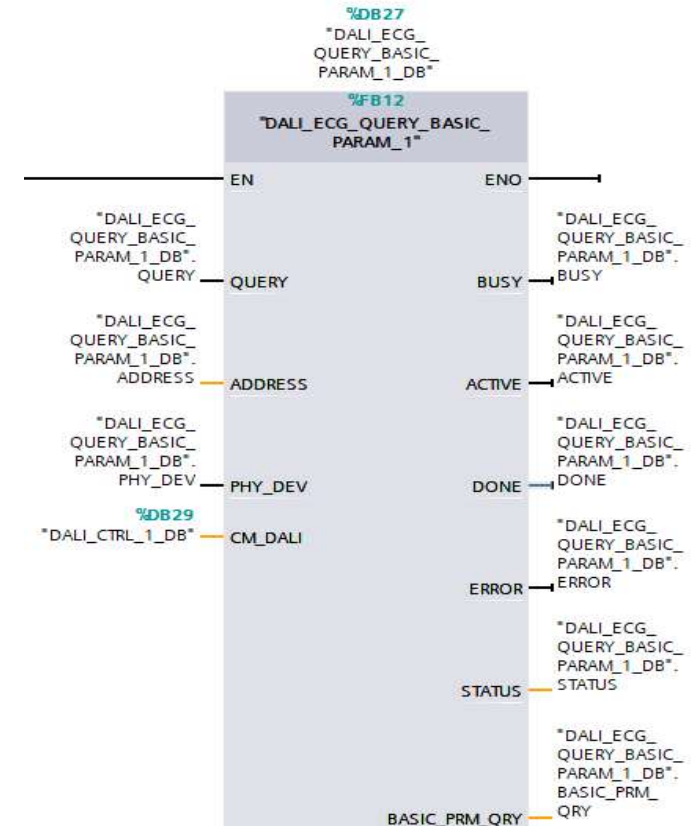 %DB27
"DALI_ECG_
QUERY_BASIC_
PARAM_1_DB"
%FB12
"DALI_ECG_QUERY_BASIC_
PARAM_1"
EN
ENO
"DALI_ECG_
QUERY_BASIC_
PARAM_1_DB".
QUERY
QUERY
BUSY
"DALI_ECG_
QUERY_BASIC_
PARAM_1_DB".
BUSY
"DALI_ECG_
QUERY_BASIC_
PARAM_1_DB".
ADDRESS
ADDRESS
ACTIVE
"DALI_ECG_
QUERY_BASIC_
PARAM_1_DB".
ACTIVE
"DALI_ECG_
QUERY_BASIC_
PARAM_1_DB".
PHY_DEV
PHY_DEV
DONE
"DALI_ECG_
QUERY_BASIC_
PARAM_1_DB".
DONE
%DB29
"DALI_CTRL_1_DB"
CM_DALI
ERROR
"DALI_ECG_
QUERY_BASIC_
PARAM_1_DB".
ERROR
STATUS
"DALI_ECG_
QUERY_BASIC_
PARAM_1_DB".
STATUS
BASIC_PRM_QRY
"DALI_ECG_
QUERY_BASIC_
PARAM_1_DB".
BASIC_PRM_
QRY